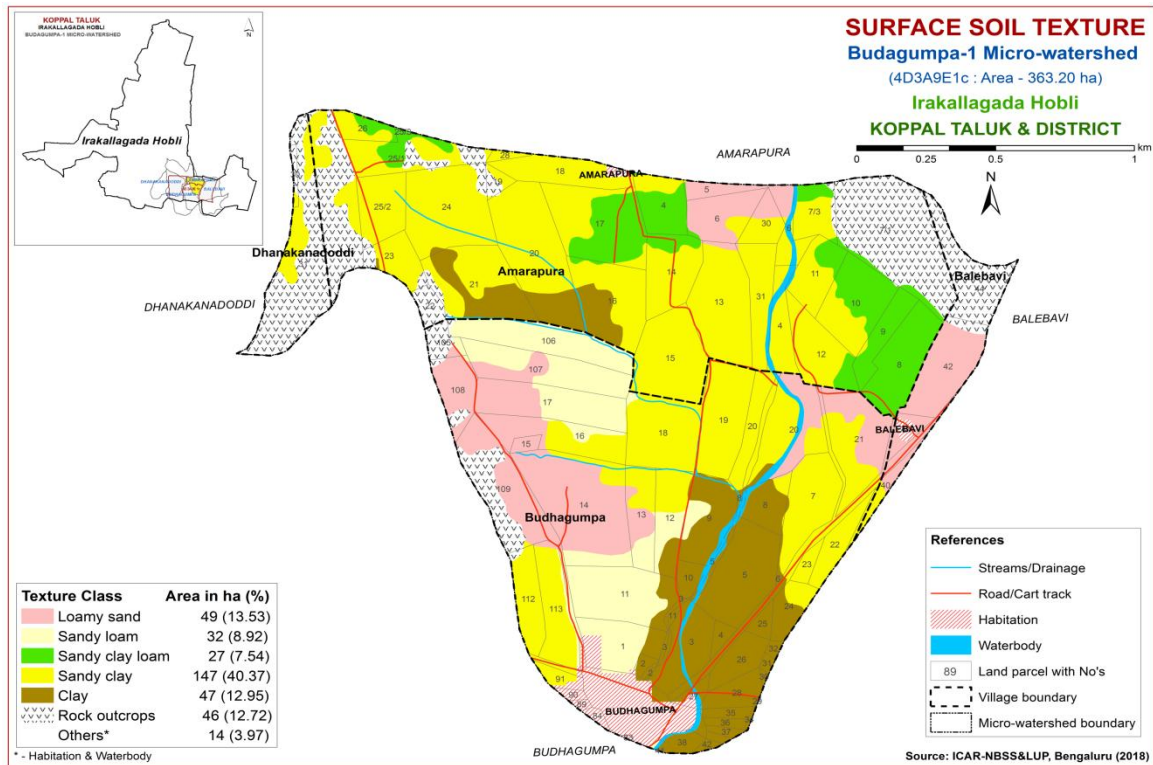 KOPPAL TALUK
IRAKALLAGADA HOBLI
BUDAGUMPA-1 MICRO-WATERSHED
N
Irakallagada Hobli
SURFACE SOIL TEXTURE
Budagumpa-1 Micro-watershed
(4D3A9E1c : Area - 363.20 ha)
Irakallagada Hobli
KOPPAL TALUK & DISTRICT
0 0.25 0.5 1 km
N
AMARAPURA
AMARAPURA
26
25/1
28
18
25/2
24
17
4
5
6
30
7/3
Dhanakanadoddi
23
20
Amarapura
21
16
14
13
31
11
10
9
Balebavi
DHANAKANADODDI
BALEBAVI
4
12
8
15
42
106
107
108
17
16
15
18
19
20
20
21
BALEBAVI
40
109
14
Budhagumpa
13
12
9
8
7
22
23
6
24
112
113
11
10
5
5
11
3
3
3
4
25
26
1
2
2
32
31
91
90
89
BUDHAGUMPA
28
35
36
37
38
42
BUDHAGUMPA
Texture Class Area in ha (%)
Loamy sand 49 (13.53)
Sandy loam 32 (8.92)
Sandy clay loam 27 (7.54)
Sandy clay 147 (40.37)
Clay 47 (12.95)
Rock outcrops 46 (12.72)
Others* 14 (3.97)
* - Habitation & Waterbody
References
Streams/Drainage
Road/Cart track
Habitation
Waterbody
89 Land parcel with No's
Village boundary
Micro-watershed boundary
Source: ICAR-NBSS&LUP, Bengaluru (2018)